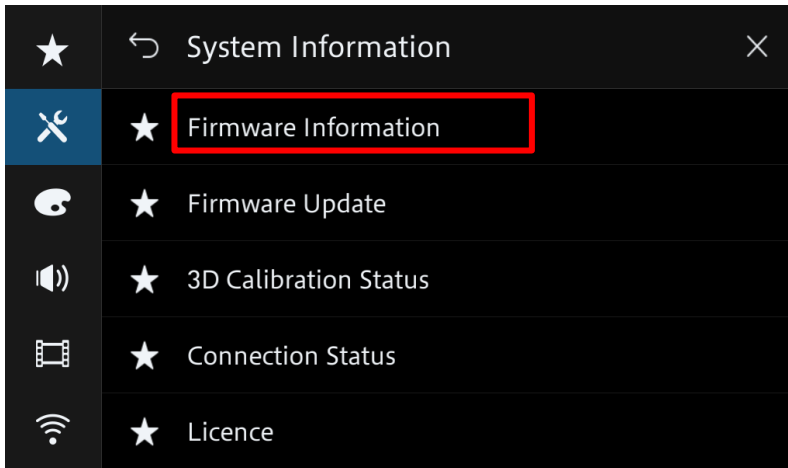 System Information
Firmware Information
Firmware Update
3D Calibration Status
Connection Status
Licence